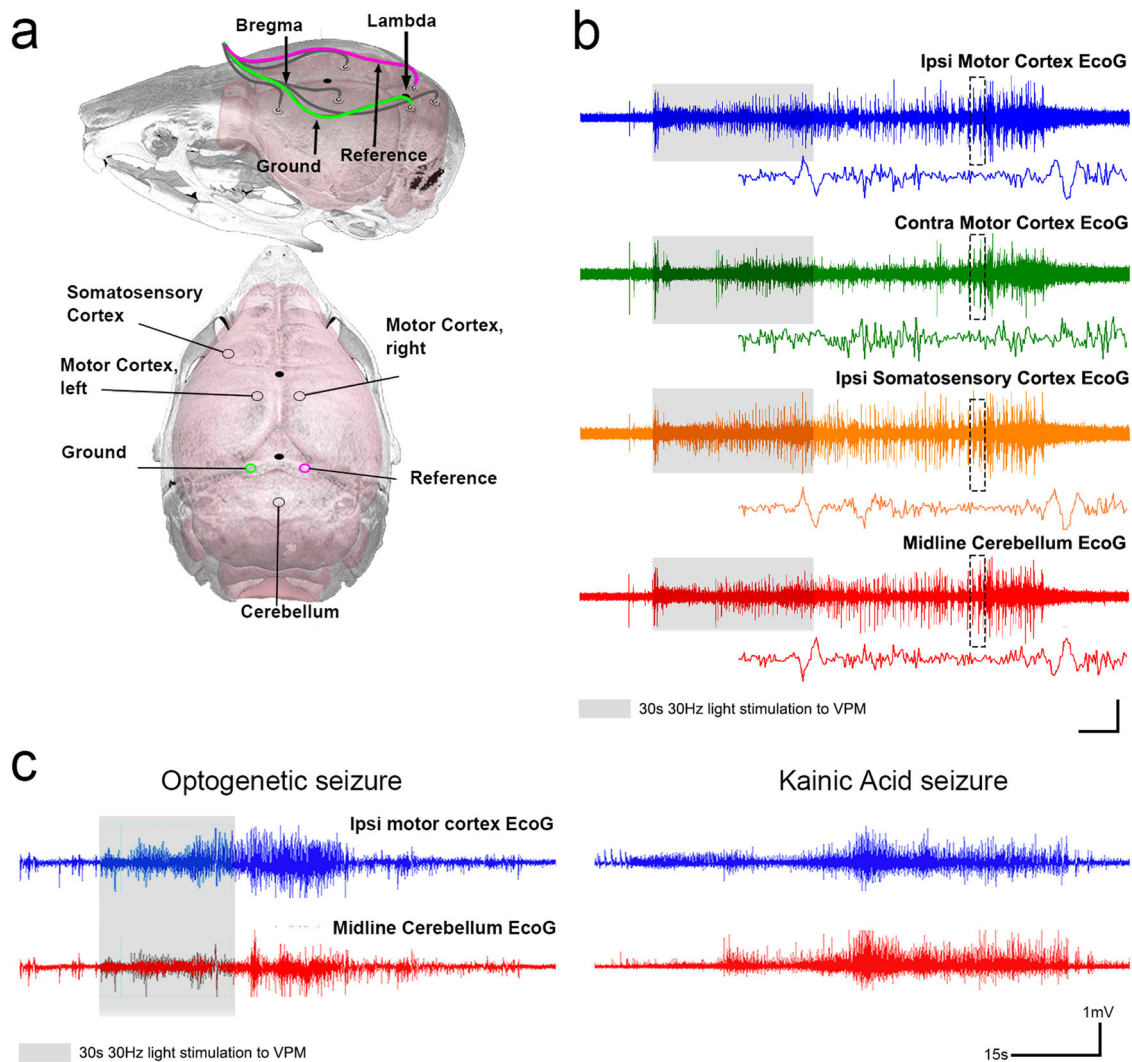 a
Bregma
Lambda
Ground
Reference
Somatosensory
Cortex
Motor Cortex,
right
Motor Cortex,
left
Ground
Reference
Cerebellum
b
Ipsi Motor Cortex EcoG
Contra Motor Cortex EcoG
Ipsi Somatosensory Cortex EcoG
Midline Cerebellum EcoG
30s 30Hz light stimulation to VPM
c
Optogenetic seizure
Kainic Acid seizure
Ipsi motor cortex EcoG
Midline Cerebellum EcoG
30s 30Hz light stimulation to VPM
1mV
15s